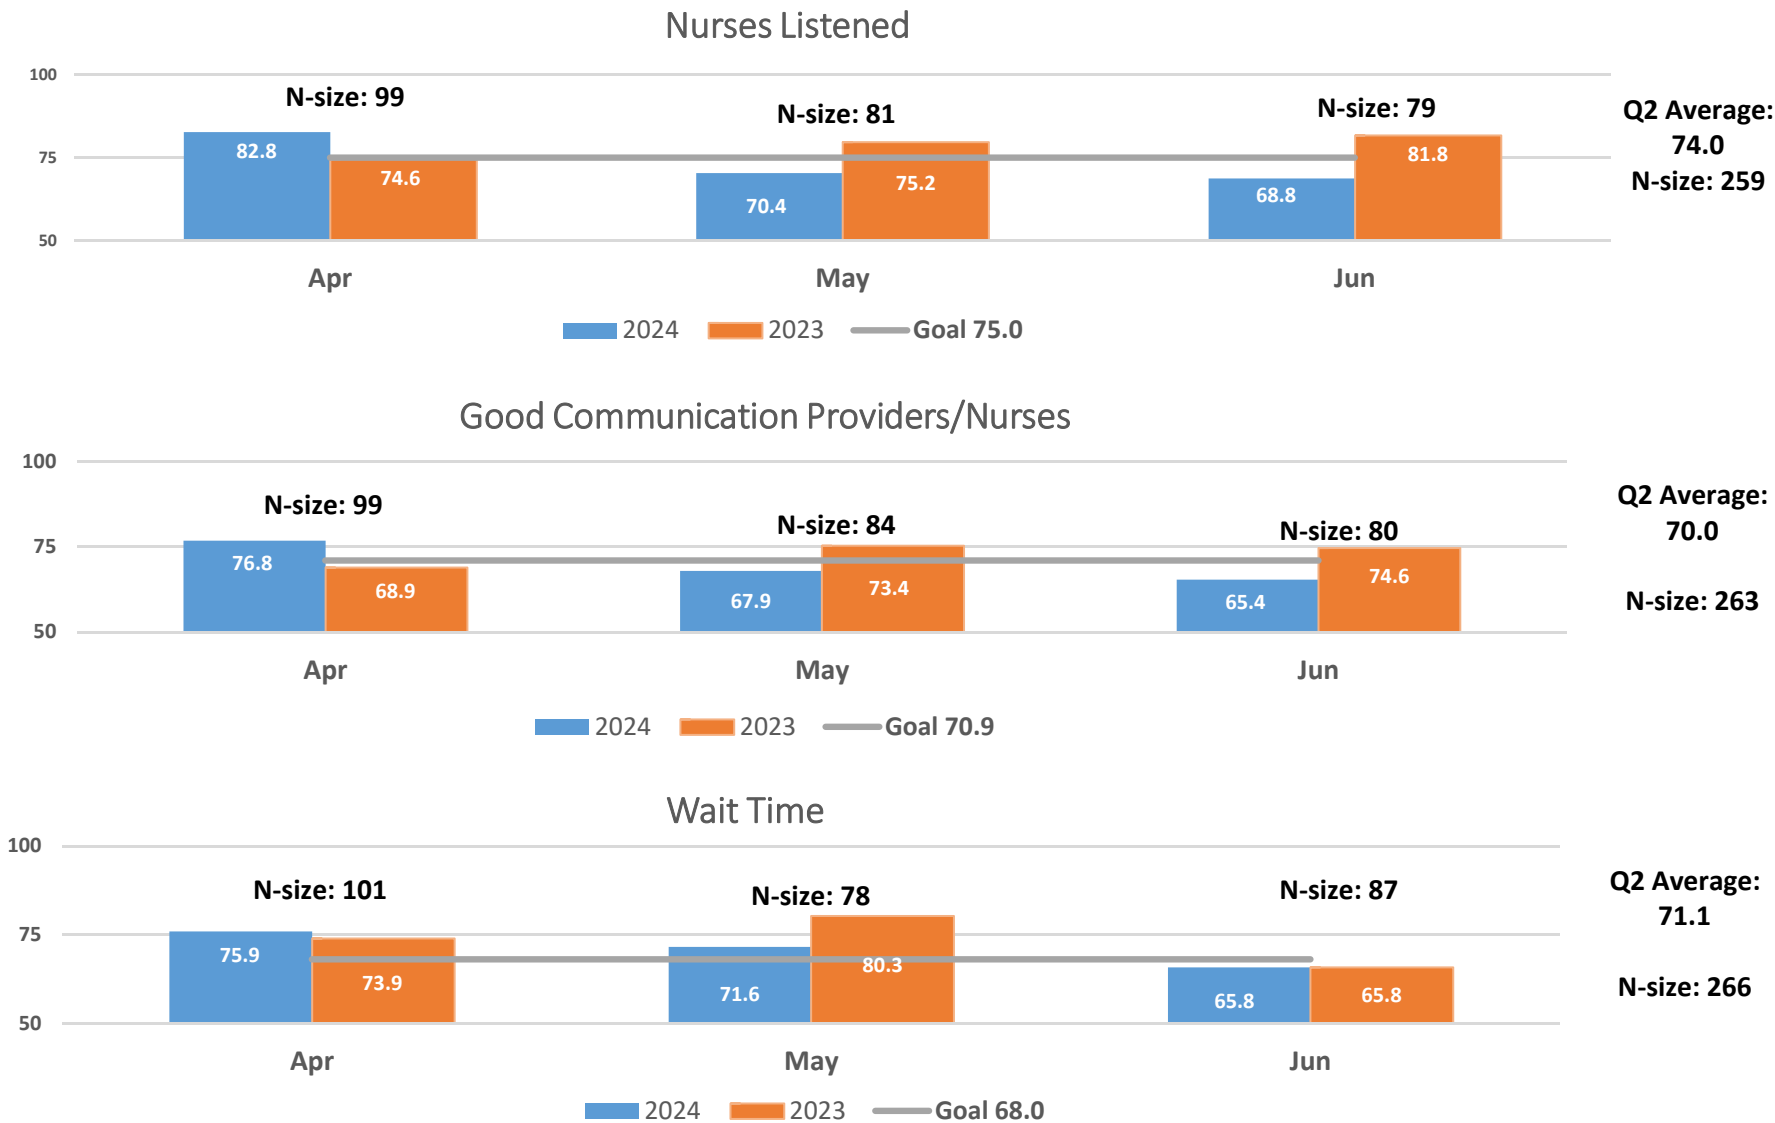 Nurses Listened
100
75
50
N-size: 99
N-size: 81
N-size: 79
82.8
74.6
70.4
75.2
68.8
81.8
Apr
May
Jun
2024
2023
Goal 75.0
Q2 Average:
74.0
N-size: 259
Good Communication Providers/Nurses
100
75
50
N-size: 99
N-size: 84
N-size: 80
76.8
68.9
67.9
73.4
65.4
74.6
Apr
May
Jun
2024
2023
Goal 70.9
Q2 Average:
70.0
N-size: 263
Wait Time
100
75
50
N-size: 101
N-size: 78
N-size: 87
75.9
73.9
71.6
80.3
65.8
65.8
Apr
May
Jun
2024
2023
Goal 68.0
Q2 Average:
71.1
N-size: 266